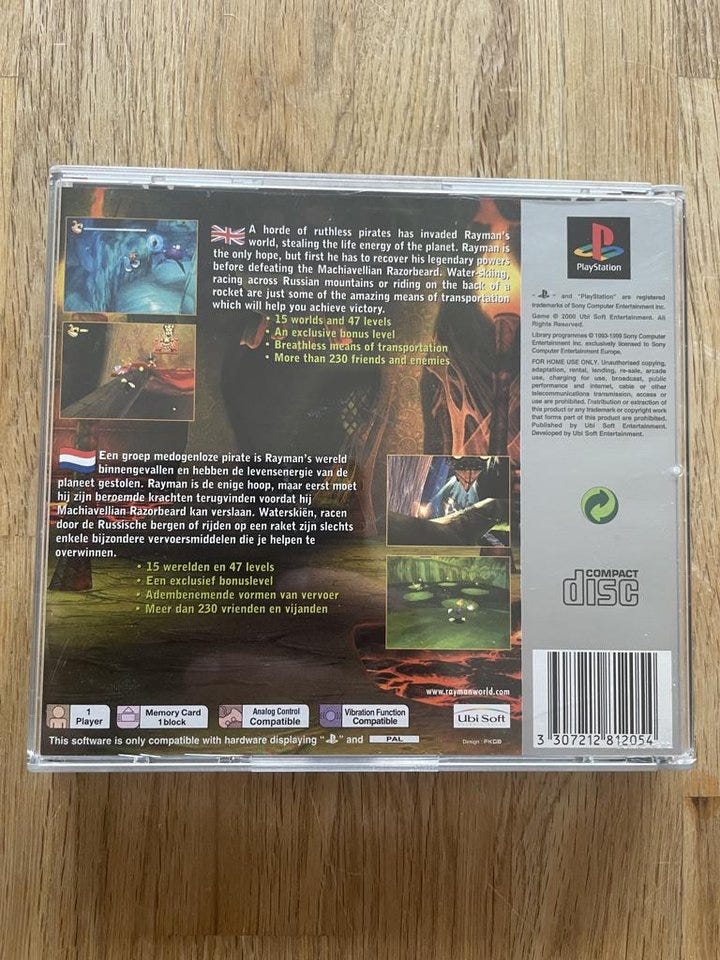 A horde of ruthless pirates has invaded Rayman's
world, stealing the life energy of the planet. Rayman is
the only hope, but first he has to recover his legendary powers
before defeating the Machiavellian Razorbeard. Water-skiing,
racing across Russian mountains or riding on the back of a
rocket are just some of the amazing means of transportation
which will help you achieve victory.
• 15 worlds and 47 levels
• An exclusive bonus level
• Breathless means of transportation
• More than 230 friends and enemies
Een groep medogenloze pirate is Rayman's wereld
binnengevallen en hebben de levensenergie van de
planeet gestolen. Rayman is de enige hoop, maar eerst moet
hij zijn beroemde krachten terugvinden voordat hij
Machiavellian Razorbeard kan verslaan. Waterskiën, racen
door de Russische bergen of rijden op een raket zijn slechts
enkele bijzondere vervoersmiddelen die je helpen te
overwinnen.
• 15 werelden en 47 levels
• Een exclusief bonuslevel
• Adembenemende vormen van vervoer
• Meer dan 230 vrienden en vijanden
www.raymanworld.com
1
Player
Memory Card
1 block
Analog Control
Compatible
Vibration Function
Compatible
Ubi Soft
This software is only compatible with hardware displaying " " and PAL
PlayStation
" " and "PlayStation" are registered
trademarks of Sony Computer Entertainment Inc.
Game © 2000 Ubi Soft Entertainment. All
Rights Reserved.
Library programmes © 1993-1999 Sony Computer
Entertainment Inc. exclusively licensed to Sony
Computer Entertainment Europe.
FOR HOME USE ONLY. Unauthorised copying,
adaptation, rental, lending, re-sale, arcade
use, charging for use, broadcast, public
performance and internet, cable or other
telecommunications transmission, access or
use are prohibited. Distribution or extraction of
this product or any trademark or copyright work
that forms part of this product are prohibited.
Published by Ubi Soft Entertainment.
Developed by Ubi Soft Entertainment.
COMPACT
disc
3 307212 812054